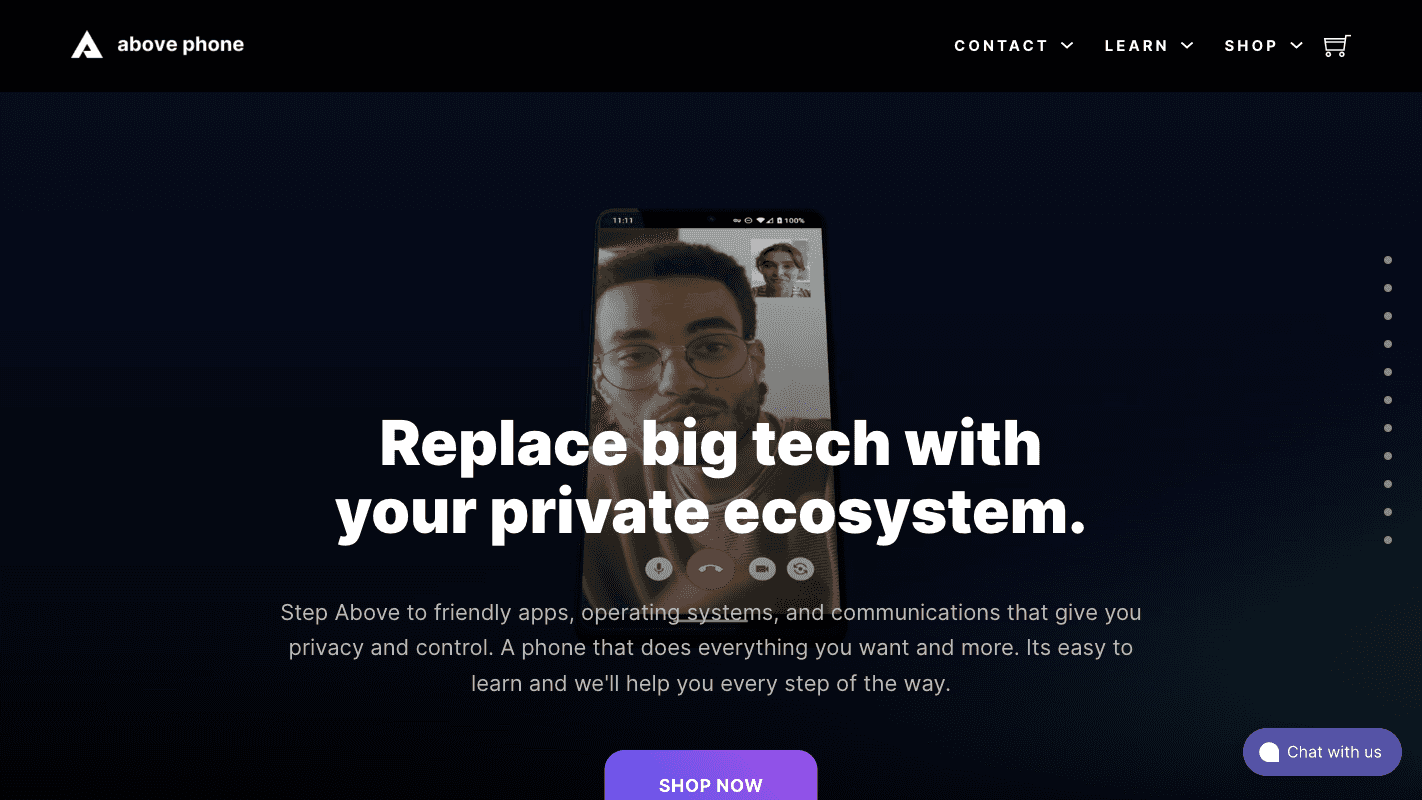 above phone
CONTACT
LEARN
SHOP
11:11
100%
Replace big tech with
your private ecosystem.
Step Above to friendly apps, operating systems, and communications that give you
privacy and control. A phone that does everything you want and more. Its easy to
learn and we'll help you every step of the way.
Chat with us
SHOP NOW